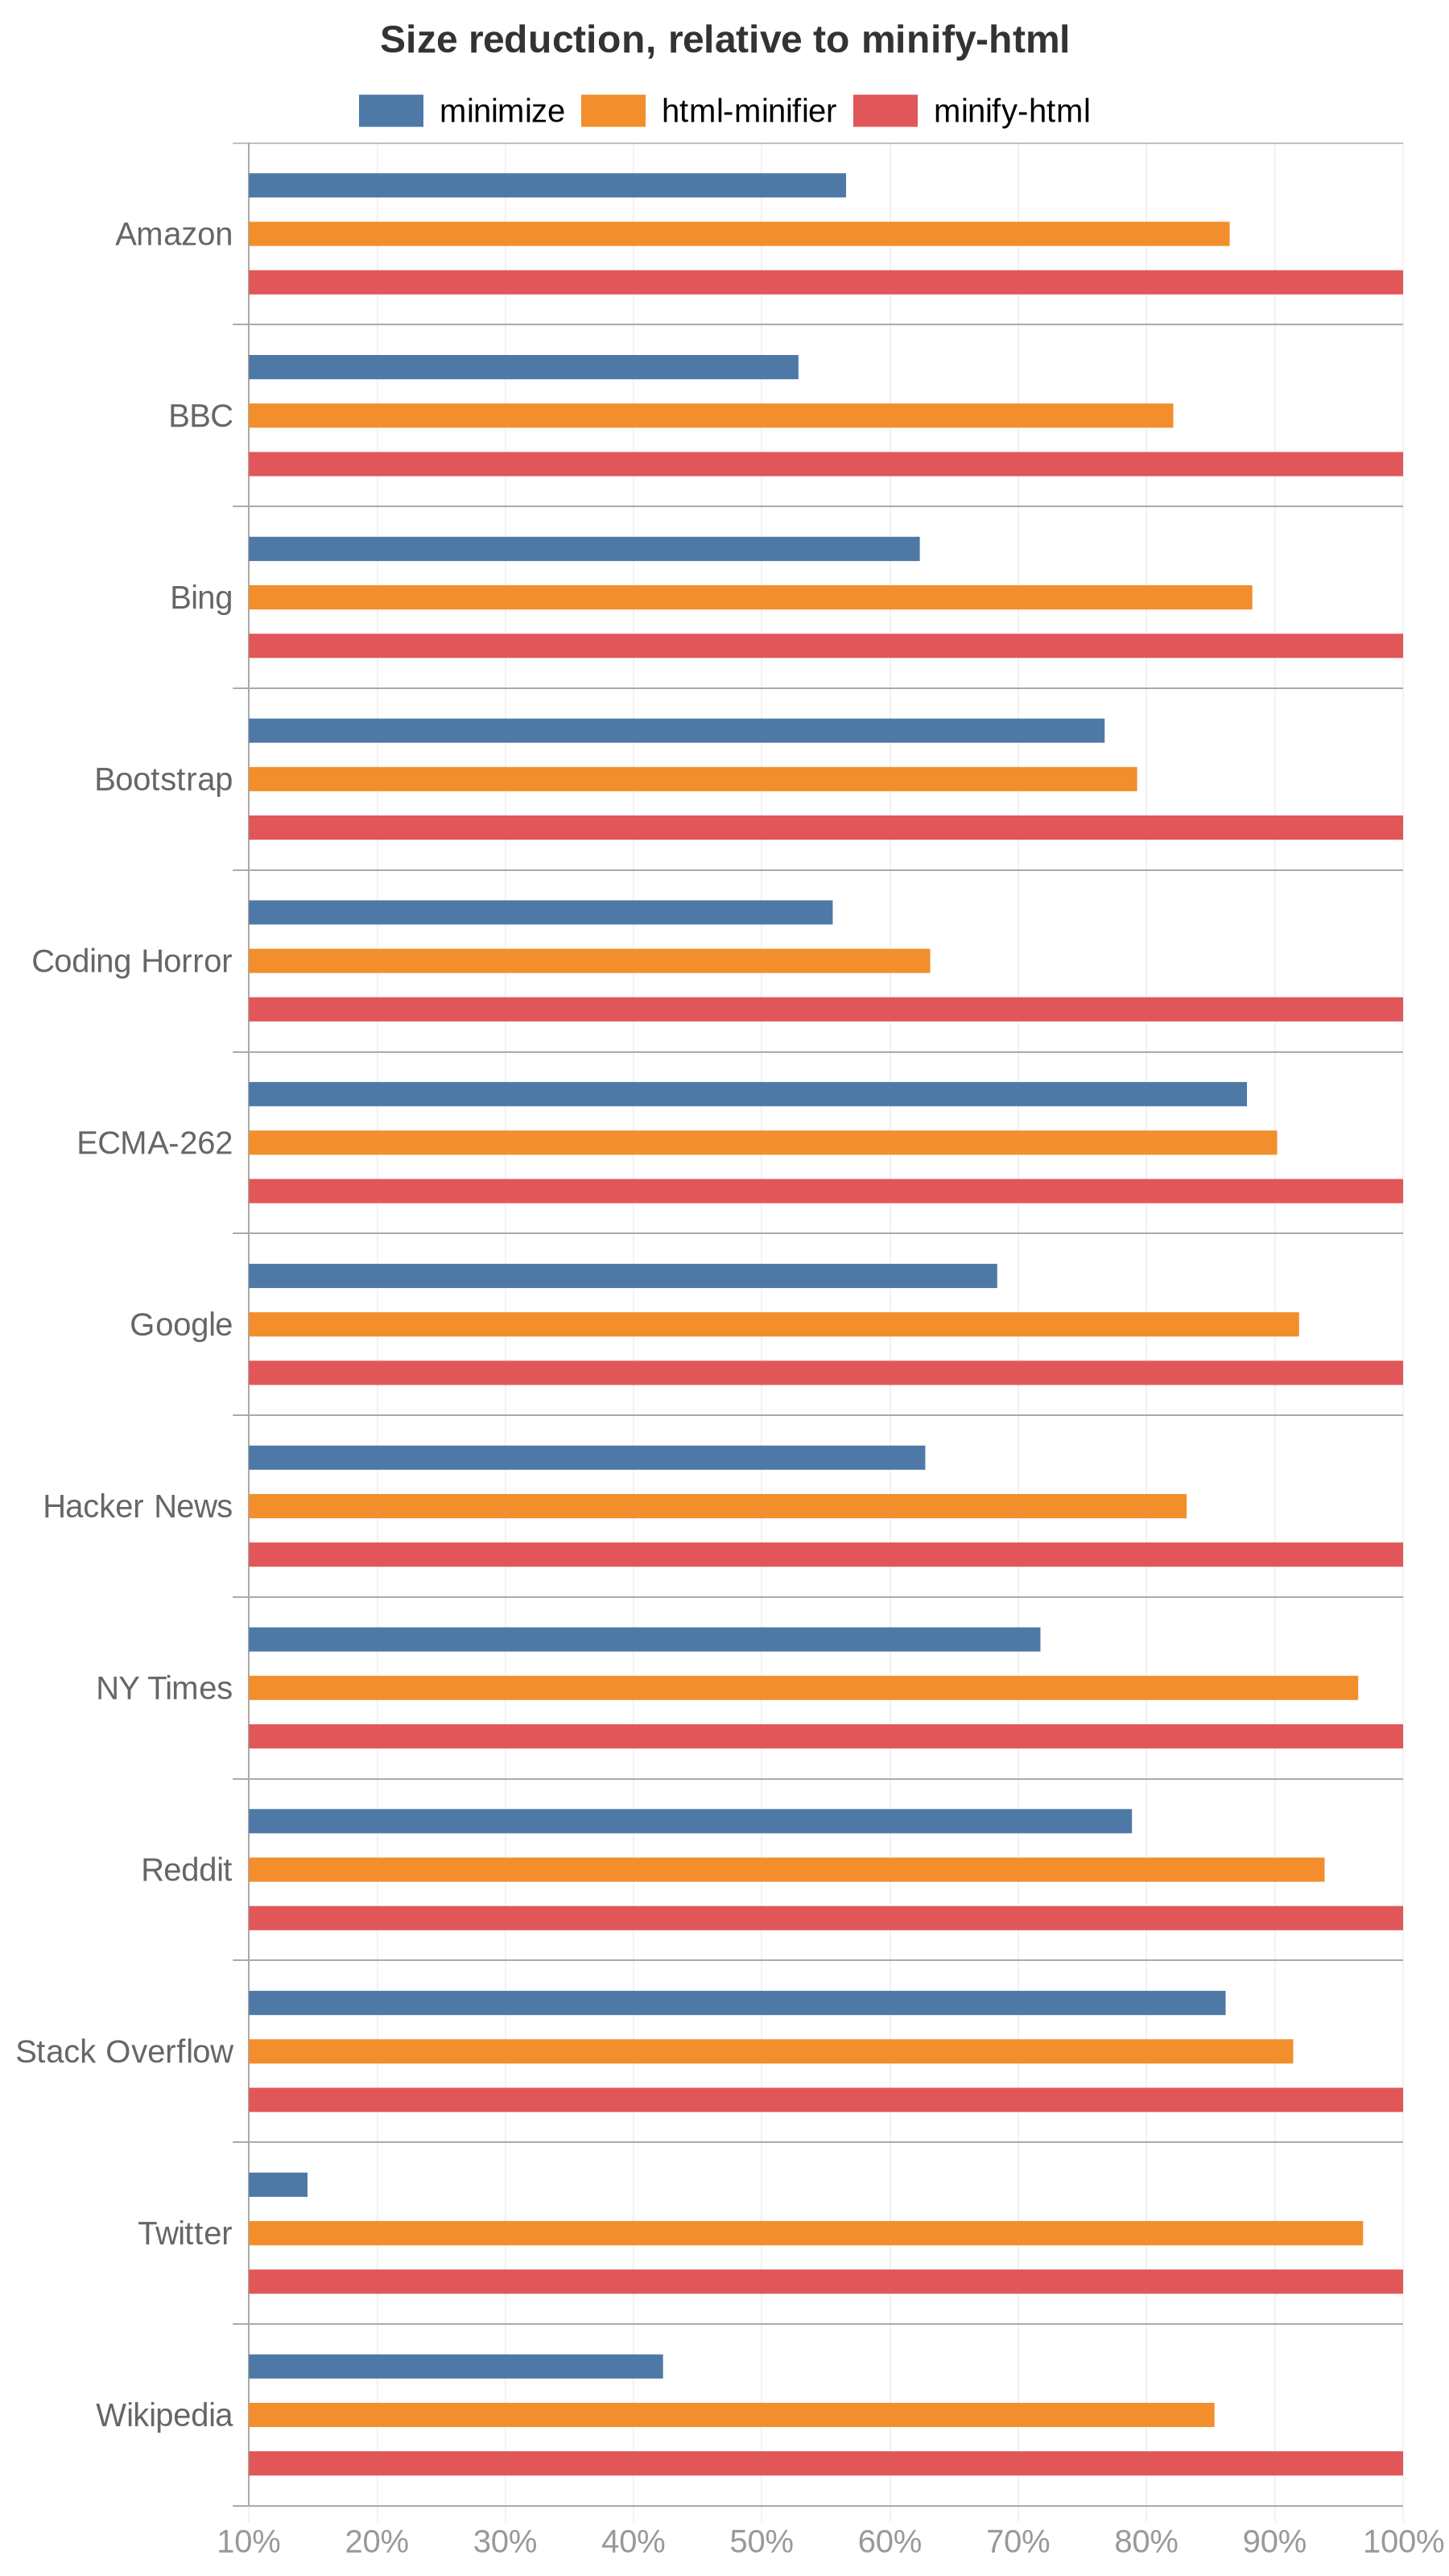 Size reduction, relative to minify-html
minimize html-minifier minify-html
Amazon
BBC
Bing
Bootstrap
Coding Horror
ECMA-262
Google
Hacker News
NY Times
Reddit
Stack Overflow
Twitter
Wikipedia
10% 20% 30% 40% 50% 60% 70% 80% 90% 100%